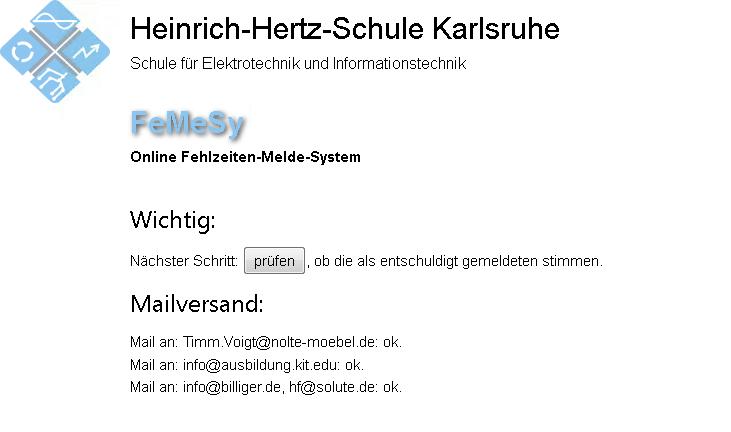 Heinrich-Hertz-Schule Karlsruhe
Schule für Elektrotechnik und Informationstechnik
FeMeSy
Online Fehlzeiten-Melde-System
Wichtig:
Nächster Schritt: prüfen , ob die als entschuldigt gemeldeten stimmen.
Mailversand:
Mail an: Timm.Voigt@nolte-moebel.de: ok.
Mail an: info@ausbildung.kit.edu: ok.
Mail an: info@billiger.de, hf@solute.de: ok.